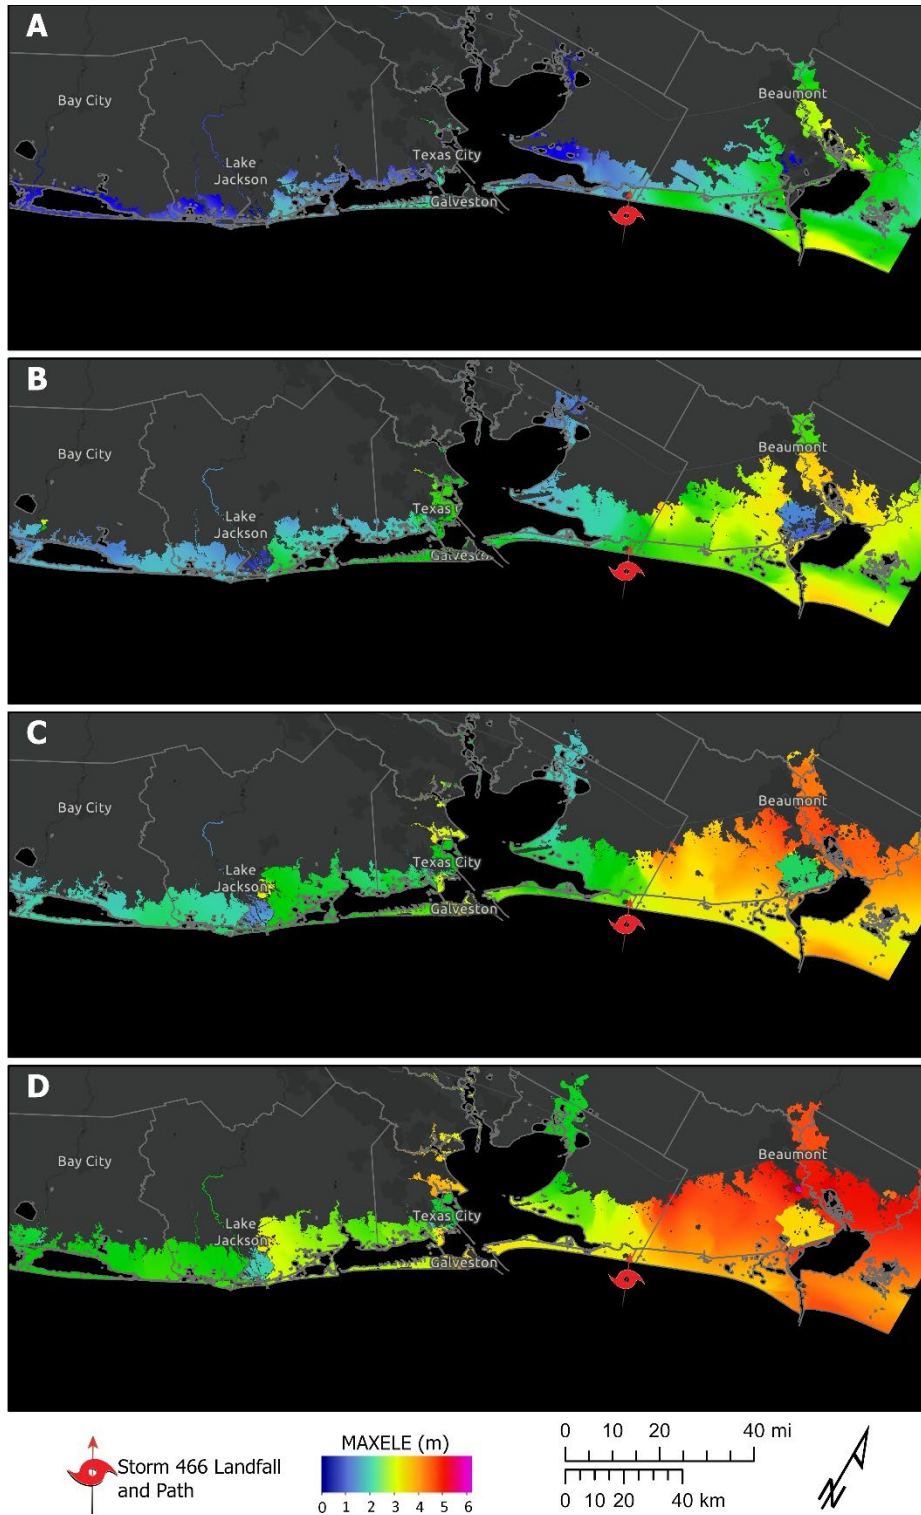 A
Bay City
Beaumont
Lake
Jackson
Texas City
Galveston
B
Bay City
Beaumont
Lake
Jackson
Texas City
Galveston
C
Bay City
Beaumont
Lake
Jackson
Texas City
Galveston
D
Bay City
Beaumont
Lake
Jackson
Texas City
Galveston
Storm 466 Landfall
and Path
MAXELE (m)
0 1 2 3 4 5 6
0 10 20 40 mi
0 10 20 40 km
N